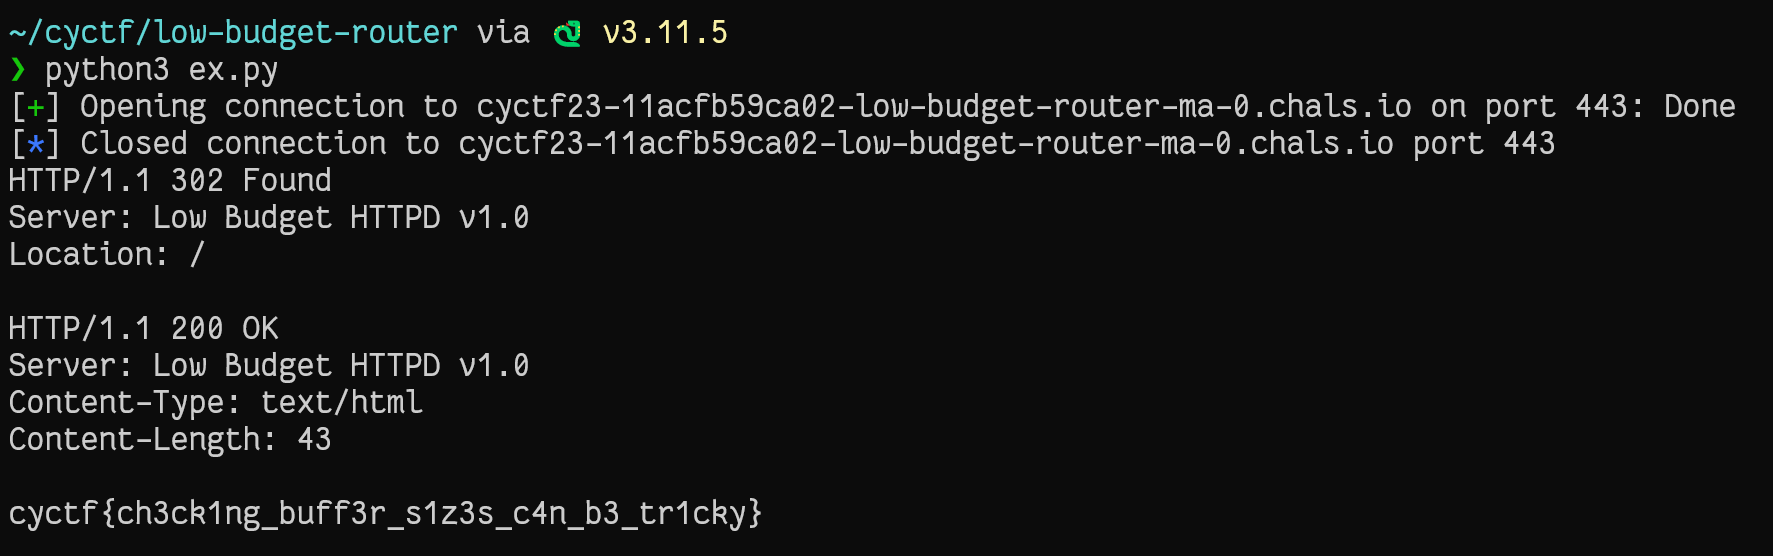 ~/cyctf/low-budget-router via 🐍 v3.11.5
❯ python3 ex.py
[+] Opening connection to cyctf23-11acfb59ca02-low-budget-router-ma-0.chals.io on port 443: Done
[*] Closed connection to cyctf23-11acfb59ca02-low-budget-router-ma-0.chals.io port 443
HTTP/1.1 302 Found
Server: Low Budget HTTPD v1.0
Location: /

HTTP/1.1 200 OK
Server: Low Budget HTTPD v1.0
Content-Type: text/html
Content-Length: 43

cyctf{ch3ck1ng_buff3r_s1z3s_c4n_b3_tr1cky}